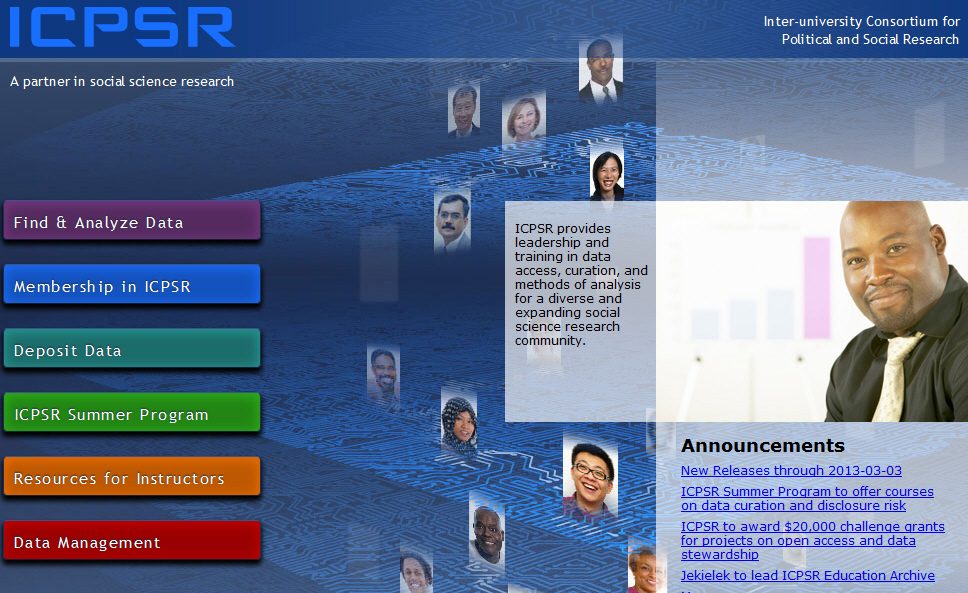 ICPSR
Inter-university Consortium for
Political and Social Research
A partner in social science research
Find & Analyze Data
Membership in ICPSR
Deposit Data
ICPSR Summer Program
Resources for Instructors
Data Management
ICPSR provides
leadership and
training in data
access, curation, and
methods of analysis
for a diverse and
expanding social
science research
community.
Announcements
New Releases through 2013-03-03
ICPSR Summer Program to offer courses
on data curation and disclosure risk
ICPSR to award $20,000 challenge grants
for projects on open access and data
stewardship
Jekielek to lead ICPSR Education Archive